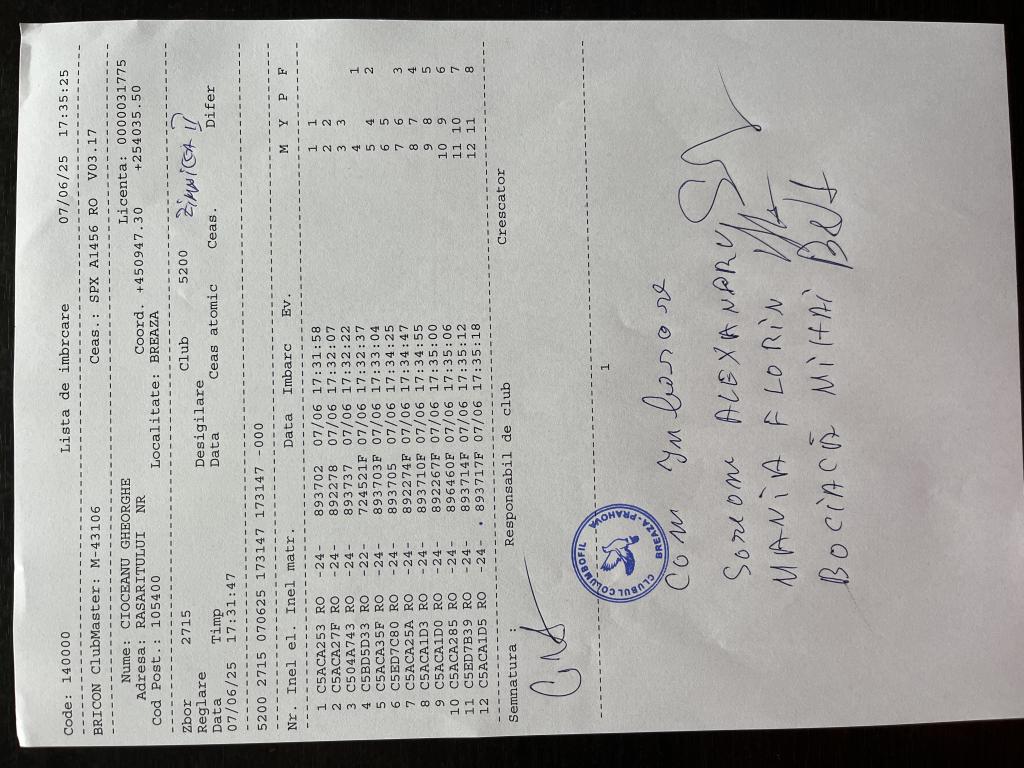 Code: 140000 Lista de imbrcare 07/06/25 17:35:25
BRICON ClubMaster: M-43106 Ceas.: SPX A1456 RO V03.17
Nume: CIOCEANU GHEORGHE Licenta: 0000031775
Adresa: RASARITULUI NR Coord. +450947.30 +254035.50
Cod Post.: 105400 Localitate: BREAZA
Zbor 2715 Club 5200 ZIMNICEA II
Reglare Desigilare
Data Timp Data Ceas atomic Ceas. Difer
07/06/25 17:31:47
5200 2715 070625 173147 173147 -000
Nr. Inel el. Inel matr. Data Imbarc Ev. M Y P F
1 C5ACA253 RO -24- 893702 07/06 17:31:58 1 1
2 C5ACA27F RO -24- 892278 07/06 17:32:07 2 2
3 C504A743 RO -24- 893737 07/06 17:32:22 3 3
4 C5BD5D33 RO -22- 724521F 07/06 17:32:37 4 1
5 C5ACA35F RO -24- 893703F 07/06 17:33:04 5 4 2
6 C5ED7C80 RO -24- 893705 07/06 17:34:25 6 5
7 C5ACA25A RO -24- 892274F 07/06 17:34:47 7 6 3
8 C5ACA1D3 RO -24- 893710F 07/06 17:34:55 8 7 4
9 C5ACA1D0 RO -24- 892267F 07/06 17:35:00 9 8 5
10 C5ACA285 RO -24- 896460F 07/06 17:35:06 10 9 6
11 C5ED7B39 RO -24- 893714F 07/06 17:35:12 11 10 7
12 C5ACA1D5 RO -24- 893717F 07/06 17:35:18 12 11 8
Semnatura : Responsabil de club Crescator
1
CLUBUL COLUMBOFIL
BREAZA-PRAHOVA
ALEXANDRU
MANIVA FLORIN
BOCIACĂ MIHAI